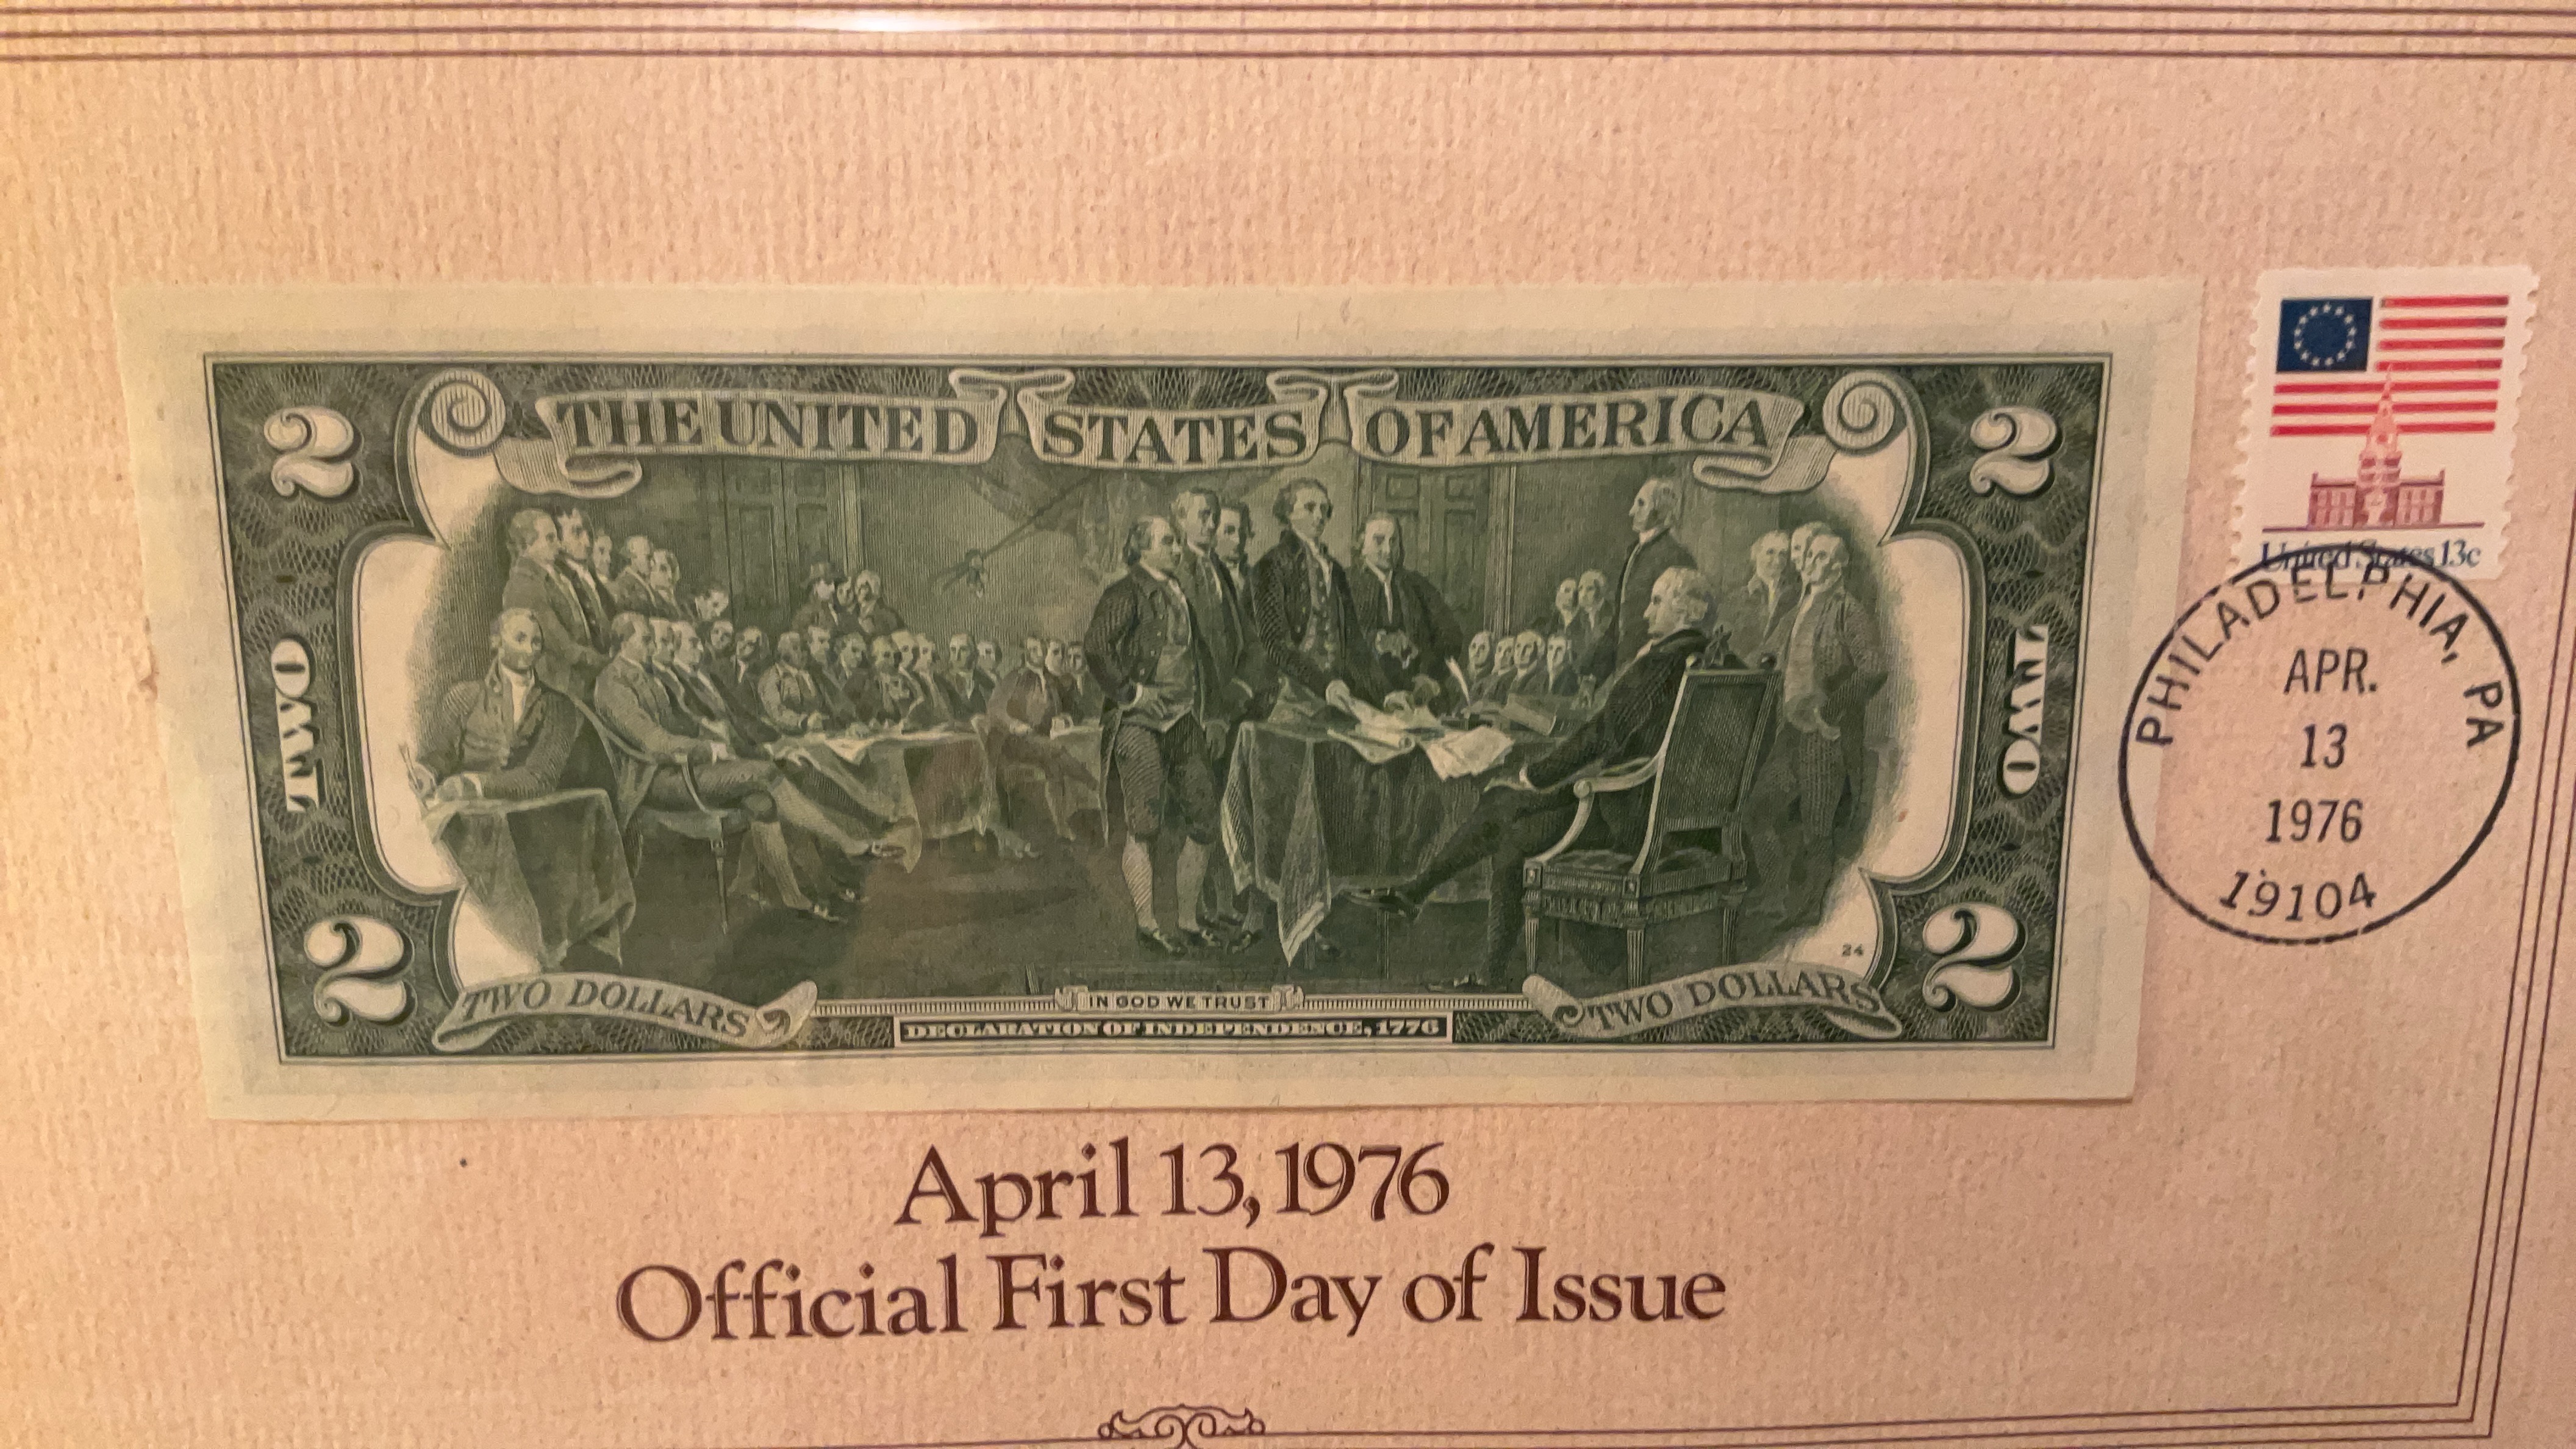 2 THE UNITED STATES OF AMERICA 2
United States 13c
PHILADELPHIA, PA
APR.
13
1976
19104
TWO
TWO
24
2 TWO DOLLARS IN GOD WE TRUST TWO DOLLARS 2
DECLARATION OF INDEPENDENCE, 1776
April 13, 1976
Official First Day of Issue